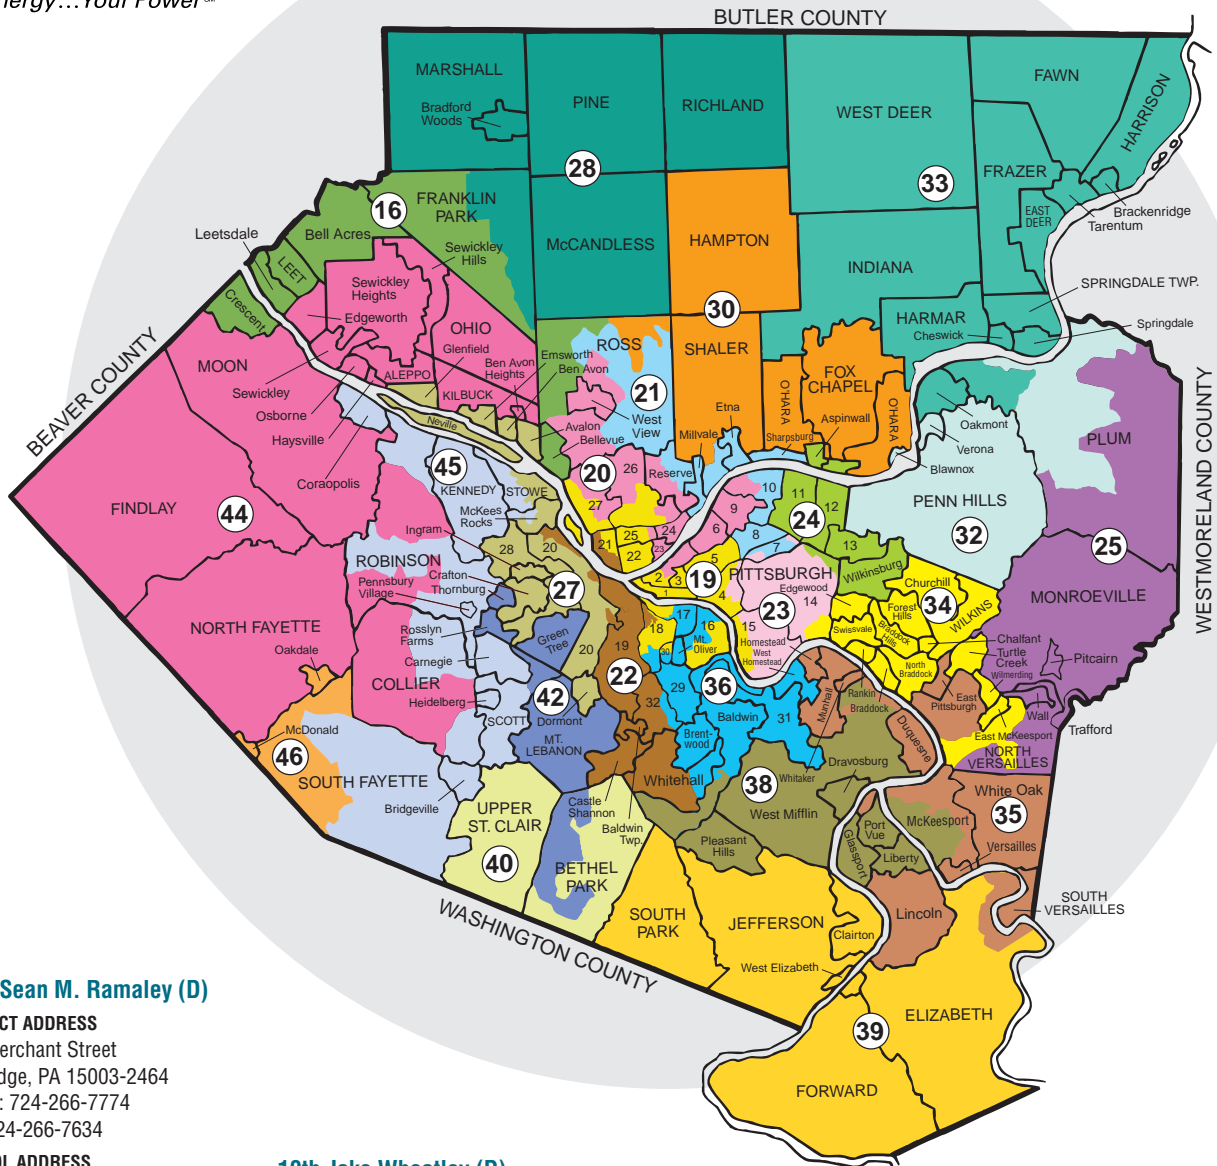 nergy...Your Power
BUTLER COUNTY
MARSHALL
Bradford
Woods
PINE
RICHLAND
WEST DEER
FAWN
HARRISON
28
33
FRAZER
EAST
DEER
Brackenridge
Tarentum
16
FRANKLIN
PARK
Leetsdale
Bell Acres
LEET
Sewickley
Hills
McCANDLESS
HAMPTON
INDIANA
SPRINGDALE TWP.
Crescent
Sewickley
Heights
Edgeworth
OHIO
30
HARMAR
Cheswick
Springdale
BEAVER COUNTY
MOON
Glenfield
Emsworth
Ben Avon
Heights
Ben Avon
ROSS
SHALER
FOX
CHAPEL
ALEPPO
KILBUCK
21
O'HARA
O'HARA
WESTMORELAND COUNTY
Sewickley
Osborne
Haysville
Neville
Avalon
Bellevue
West
View
Etna
Millvale
Sharpsburg
Aspinwall
Oakmont
Verona
Blawnox
PLUM
Coraopolis
45
KENNEDY
STOWE
McKees
Rocks
20
26
Reserve
10
11
12
24
PENN HILLS
32
25
FINDLAY
44
27
9
Ingram
21
25
22
24
23
6
8
7
13
ROBINSON
28
20
Pennsbury
Village
Crafton
Thornburg
27
5
2
3
1
4
19
PITTSBURGH
Edgewood
14
23
Wilkinsburg
Churchill
34
Forest
Hills
WILKINS
MONROEVILLE
NORTH FAYETTE
Rosslyn
Farms
Green
Tree
20
19
18
17
16
15
30
Mt.
Oliver
Homestead
West
Homestead
Swissvale
Braddock
Hills
Chalfant
Turtle
Creek
Wilmerding
Pitcairn
Oakdale
Carnegie
COLLIER
Heidelberg
42
Dormont
22
32
29
36
Baldwin
31
Munhall
Rankin
Braddock
North
Braddock
East
Pittsburgh
Wall
Trafford
McDonald
46
SCOTT
MT.
LEBANON
Brent-
wood
Duquesne
East McKeesport
NORTH
VERSAILLES
SOUTH FAYETTE
Bridgeville
Whitehall
38
Whitaker
Dravosburg
White Oak
35
UPPER
ST. CLAIR
Castle
Shannon
Baldwin
Twp.
West Mifflin
Port
Vue
McKeesport
Versailles
40
Pleasant
Hills
Glassport
Liberty
BETHEL
PARK
WASHINGTON COUNTY
SOUTH
PARK
JEFFERSON
Lincoln
SOUTH
VERSAILLES
Clairton
West Elizabeth
ELIZABETH
39
FORWARD
Sean M. Ramaley (D)
CT ADDRESS
erchant Street
dge, PA 15003-2464
: 724-266-7774
24-266-7634
OL ADDRESS
19th Jake Wheatley (D)